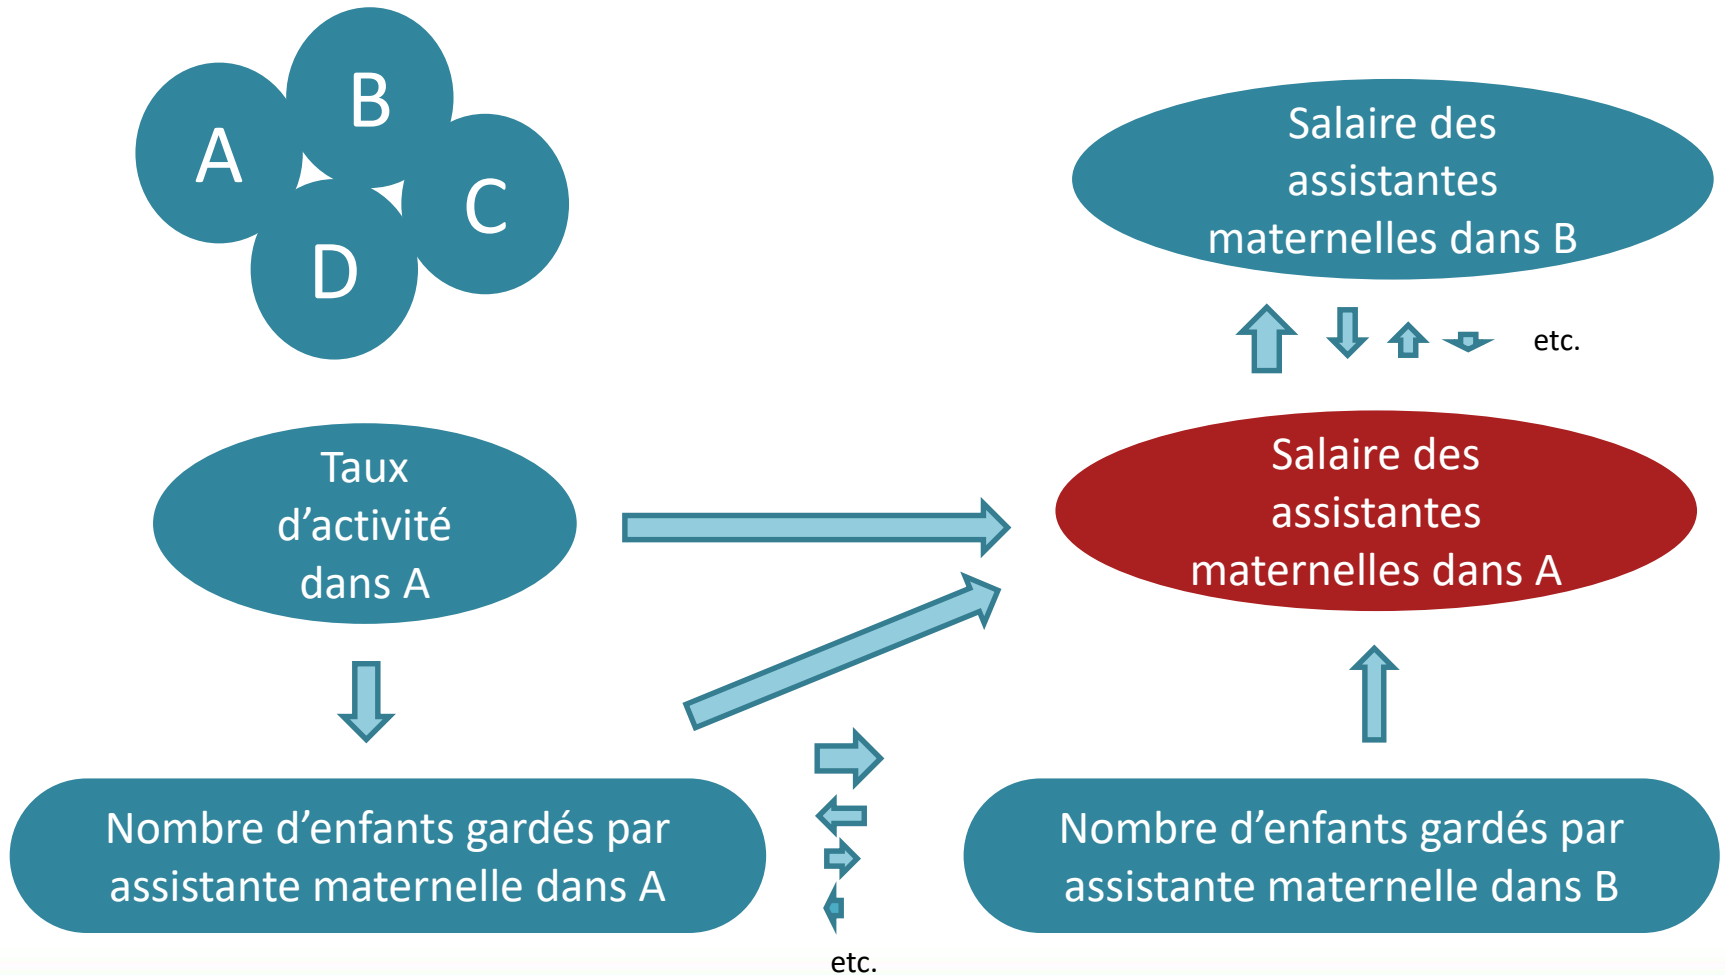 A
B
C
D
Salaire des
assistantes
maternelles dans B
etc.
Taux
d’activité
dans A
Salaire des
assistantes
maternelles dans A
Nombre d’enfants gardés par
assistante maternelle dans A
etc.
Nombre d’enfants gardés par
assistante maternelle dans B